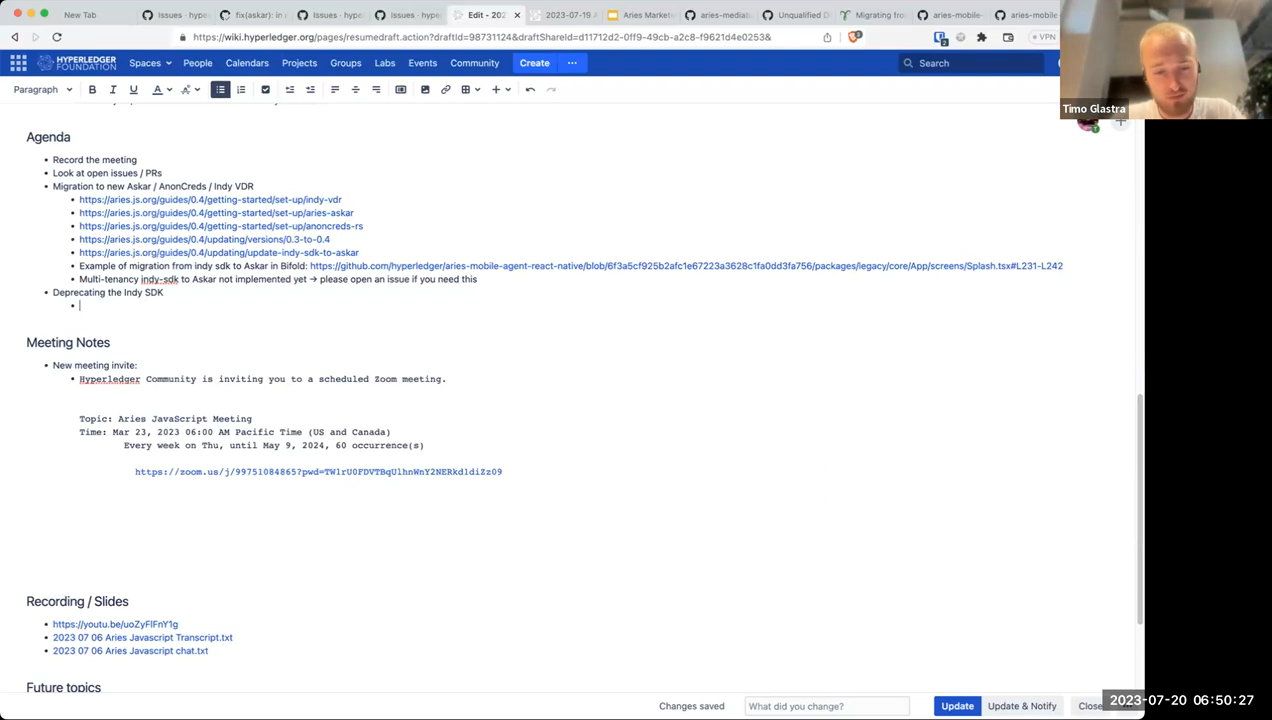 Issues · hype
fix(askar): in
Issues · hype
Issues · hype
Edit - 202
2023-07-19 A
Aries Market
aries-mediat
Unqualified D
Migrating fro
aries-mobile-
aries-mobile
https://wiki.hyperledger.org/pages/resumedraft.action?draftId=98731124&draftShareId=d11712d2-0ff9-49cb-a2c8-f9621d4e0253&
VPN
HYPERLEDGER FOUNDATION
Spaces People Calendars Projects Groups Labs Events Community Create ... Search
Timo Glastra
Paragraph B I U A
Agenda
• Record the meeting
• Look at open issues / PRs
• Migration to new Askar / AnonCreds / Indy VDR
• https://aries.js.org/guides/0.4/getting-started/set-up/indy-vdr
• https://aries.js.org/guides/0.4/getting-started/set-up/aries-askar
• https://aries.js.org/guides/0.4/getting-started/set-up/anoncreds-rs
• https://aries.js.org/guides/0.4/updating/versions/0.3-to-0.4
• https://aries.js.org/guides/0.4/updating/update-indy-sdk-to-askar
• Example of migration from indy sdk to Askar in Bifold: https://github.com/hyperledger/aries-mobile-agent-react-native/blob/6f3a5cf925b2afc1e67223a3628c1fa0dd3fa756/packages/legacy/core/App/screens/Splash.tsx#L231-L242
• Multi-tenancy indy-sdk to Askar not implemented yet → please open an issue if you need this
• Deprecating the Indy SDK
Meeting Notes
• New meeting invite:
• Hyperledger Community is inviting you to a scheduled Zoom meeting.
Topic: Aries JavaScript Meeting
Time: Mar 23, 2023 06:00 AM Pacific Time (US and Canada)
Every week on Thu, until May 9, 2024, 60 occurrence(s)
https://zoom.us/j/99751084865?pwd=TW1rU0FDVTBqUlhnWnY2NERkd1diZz09
Recording / Slides
• https://youtu.be/uoZyFlFnY1g
• 2023 07 06 Aries Javascript Transcript.txt
• 2023 07 06 Aries Javascript chat.txt
Future topics
Changes saved What did you change? Update Update & Notify Close
2023-07-20 06:50:27